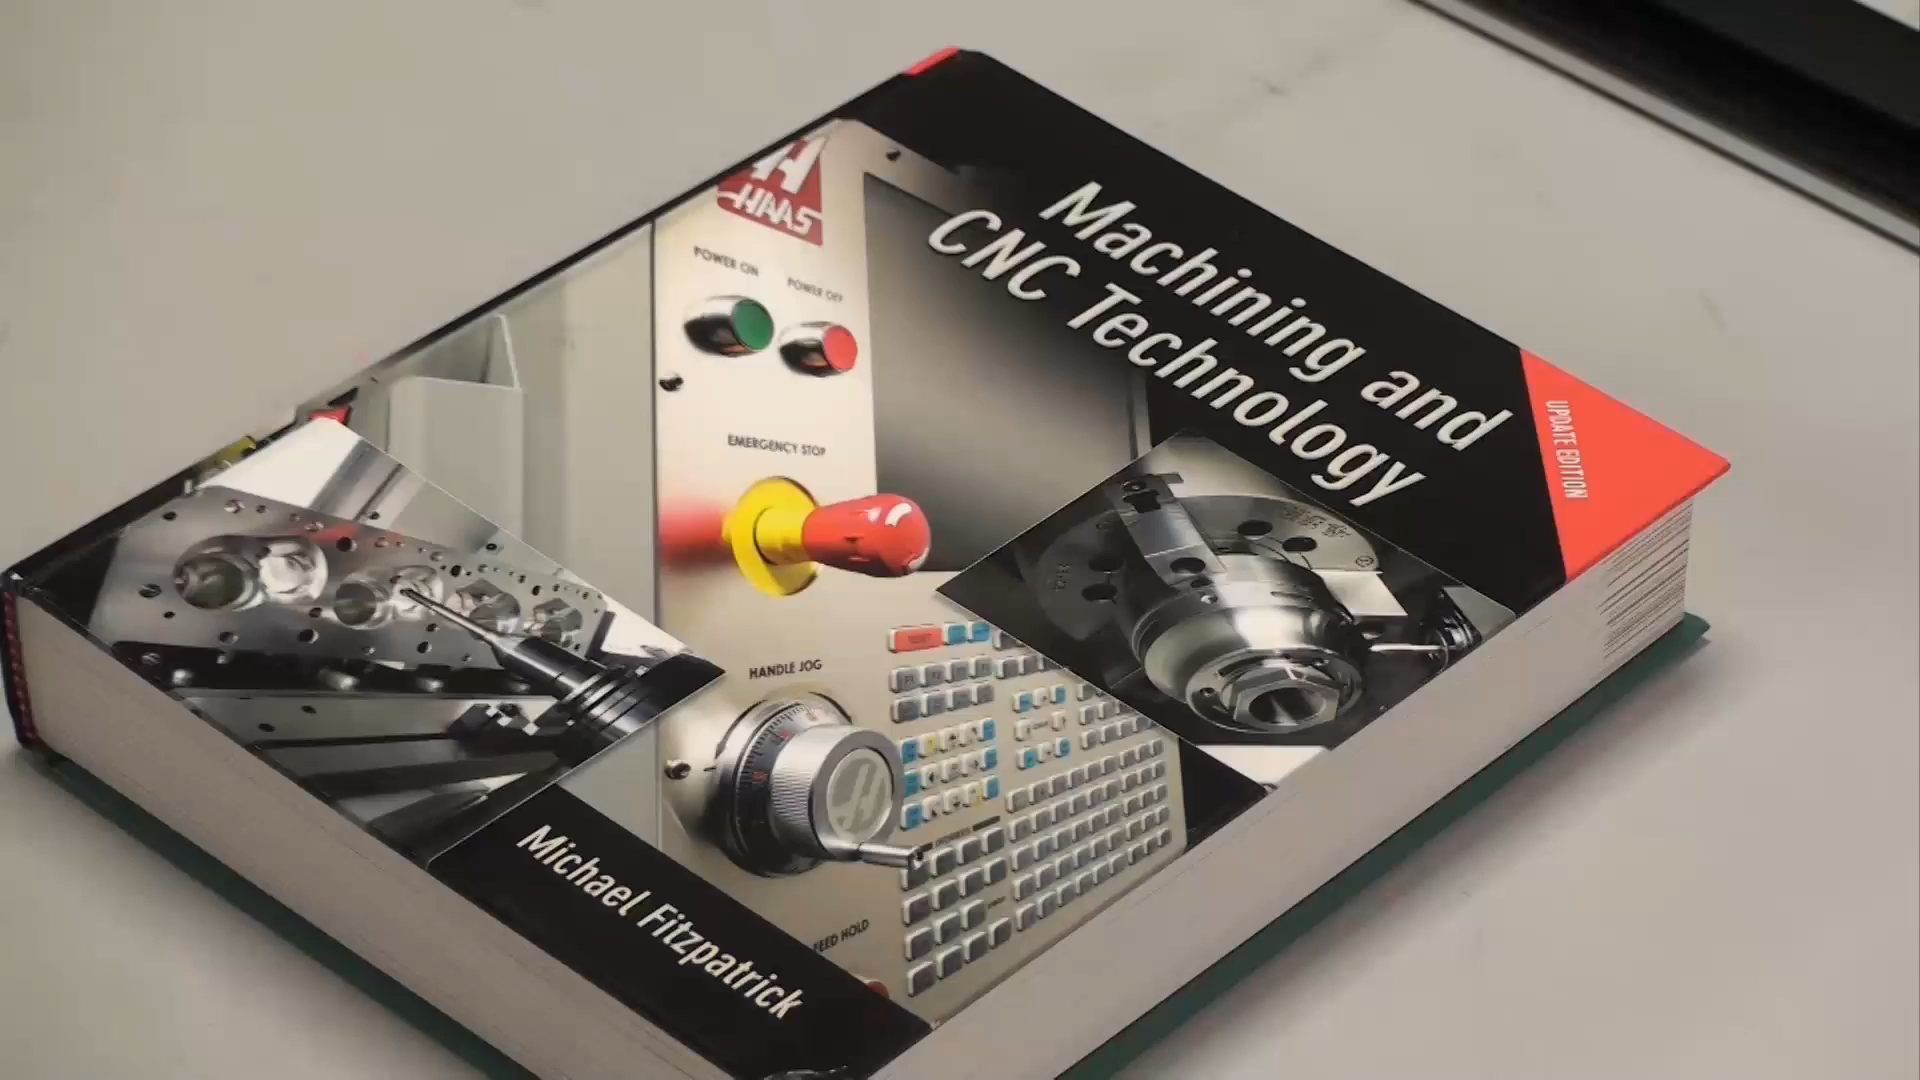 Machining and
CNC Technology
UPDATE EDITION
HAAS
POWER ON
POWER OFF
EMERGENCY STOP
HANDLE JOG
FEED HOLD
Michael Fitzpatrick